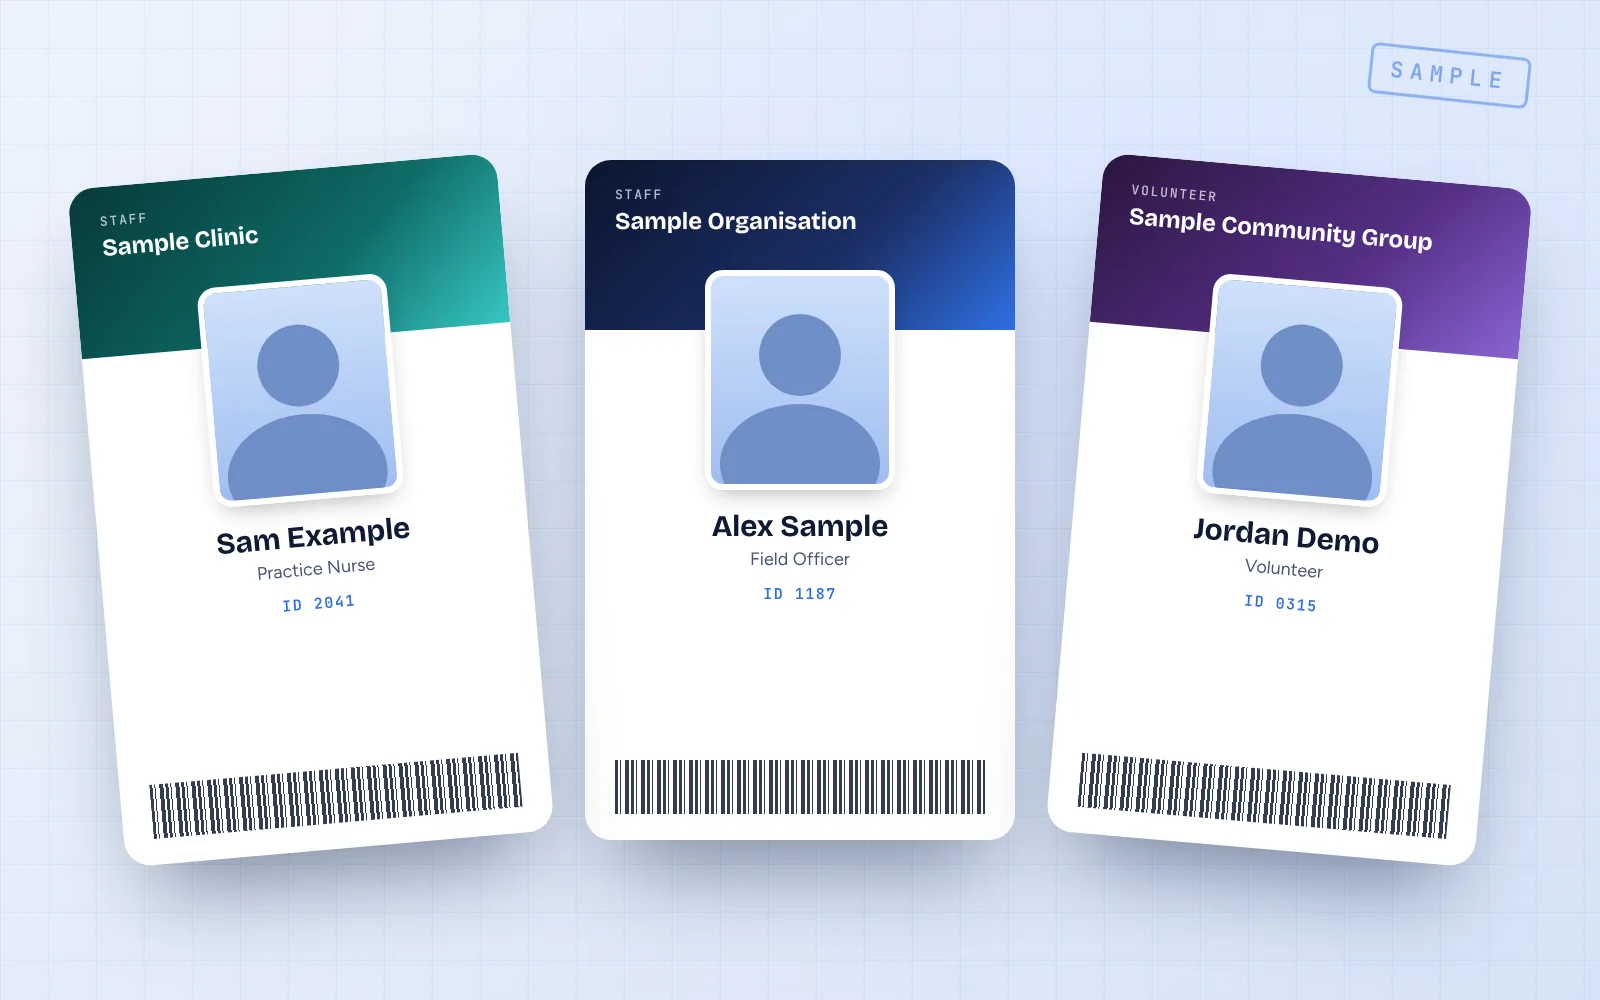 SAMPLE
STAFF
Sample Clinic
Sam Example
Practice Nurse
ID 2041
STAFF
Sample Organisation
Alex Sample
Field Officer
ID 1187
VOLUNTEER
Sample Community Group
Jordan Demo
Volunteer
ID 0315